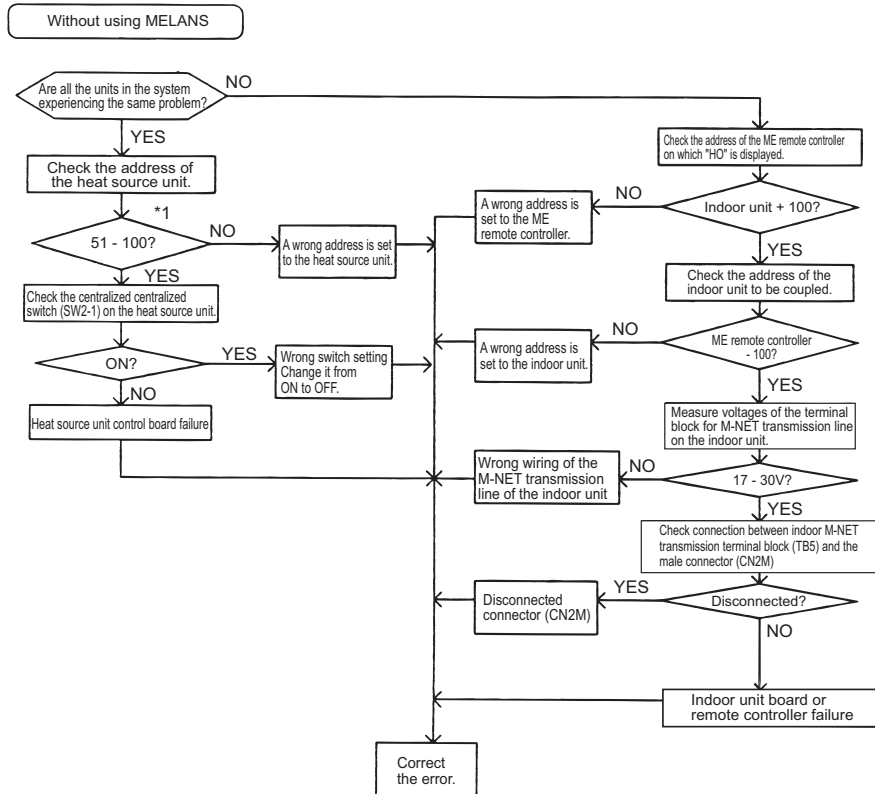 Without using MELANS
Are all the units in the system
experiencing the same problem?
NO
YES
Check the address of
the heat source unit.
*1
51 - 100?
NO
A wrong address is set
to the heat source unit.
YES
Check the centralized centralized
switch (SW2-1) on the heat source unit.
ON?
YES
Wrong switch setting
Change it from
ON to OFF.
NO
Heat source unit control board failure
Check the address of the ME remote controller
on which "HO" is displayed.
Indoor unit + 100?
NO
A wrong address is
set to the ME
remote controller.
YES
Check the address of the
indoor unit to be coupled.
ME remote controller
- 100?
NO
A wrong address is
set to the indoor unit.
YES
Measure voltages of the terminal
block for M-NET transmission line
on the indoor unit.
17 - 30V?
NO
Wrong wiring of the
M-NET transmission
line of the indoor unit
YES
Check connection between indoor M-NET
transmission terminal block (TB5) and the
male connector (CN2M)
Disconnected?
YES
Disconnected
connector (CN2M)
NO
Indoor unit board or
remote controller failure
Correct
the error.